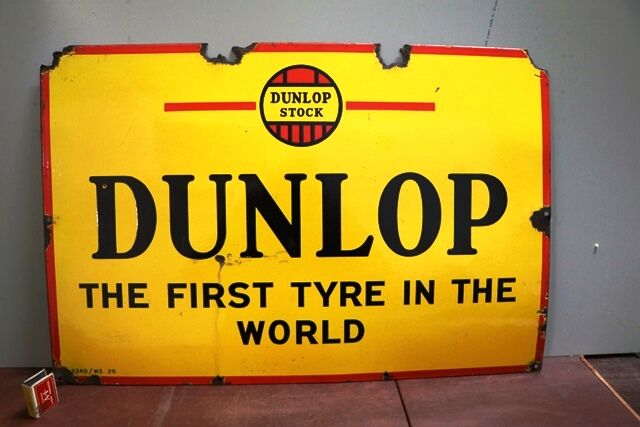 DUNLOP
STOCK
DUNLOP
THE FIRST TYRE IN THE
WORLD